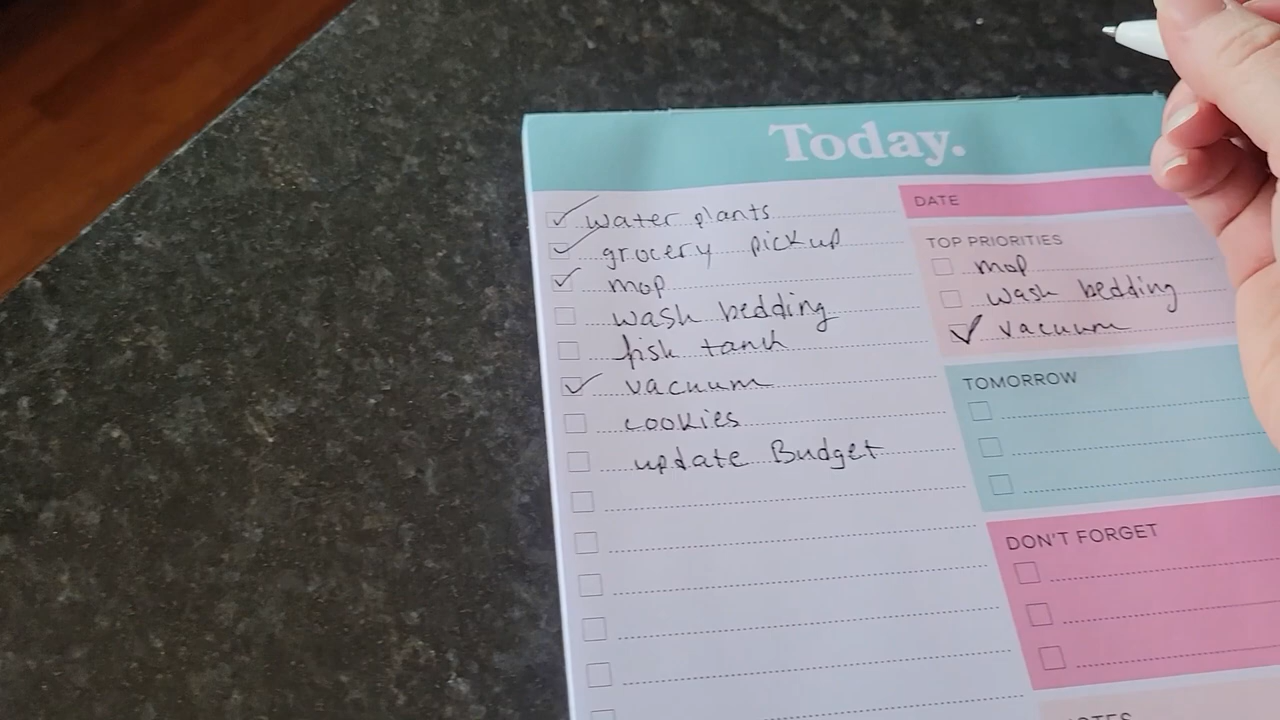 Today.
water plants
grocery pickup
mop
wash bedding
fish tank
vacuum
cookies
update Budget
DATE
TOP PRIORITIES
mop
wash bedding
vacuum
TOMORROW
DON'T FORGET